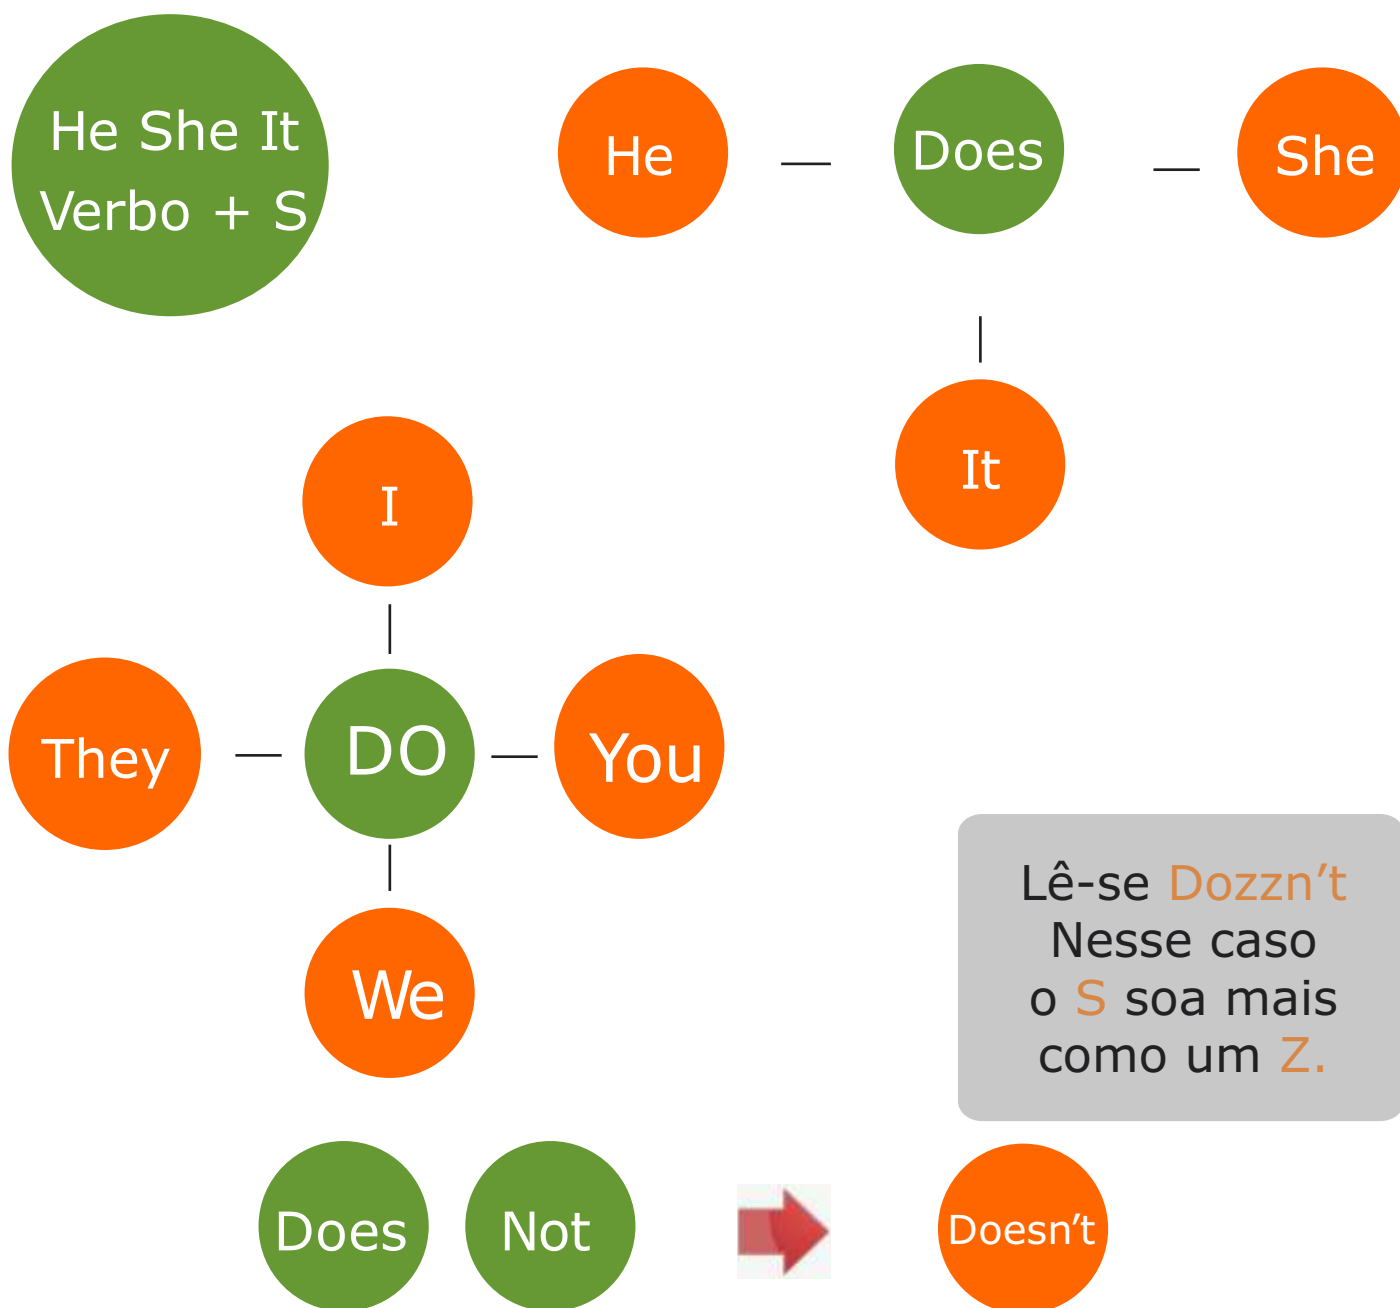 He She It
Verbo + S
He
Does
She
It
I
They
DO
You
We
Lê-se Dozzn’t
Nesse caso
o S soa mais
como um Z.
Does
Not
Doesn’t